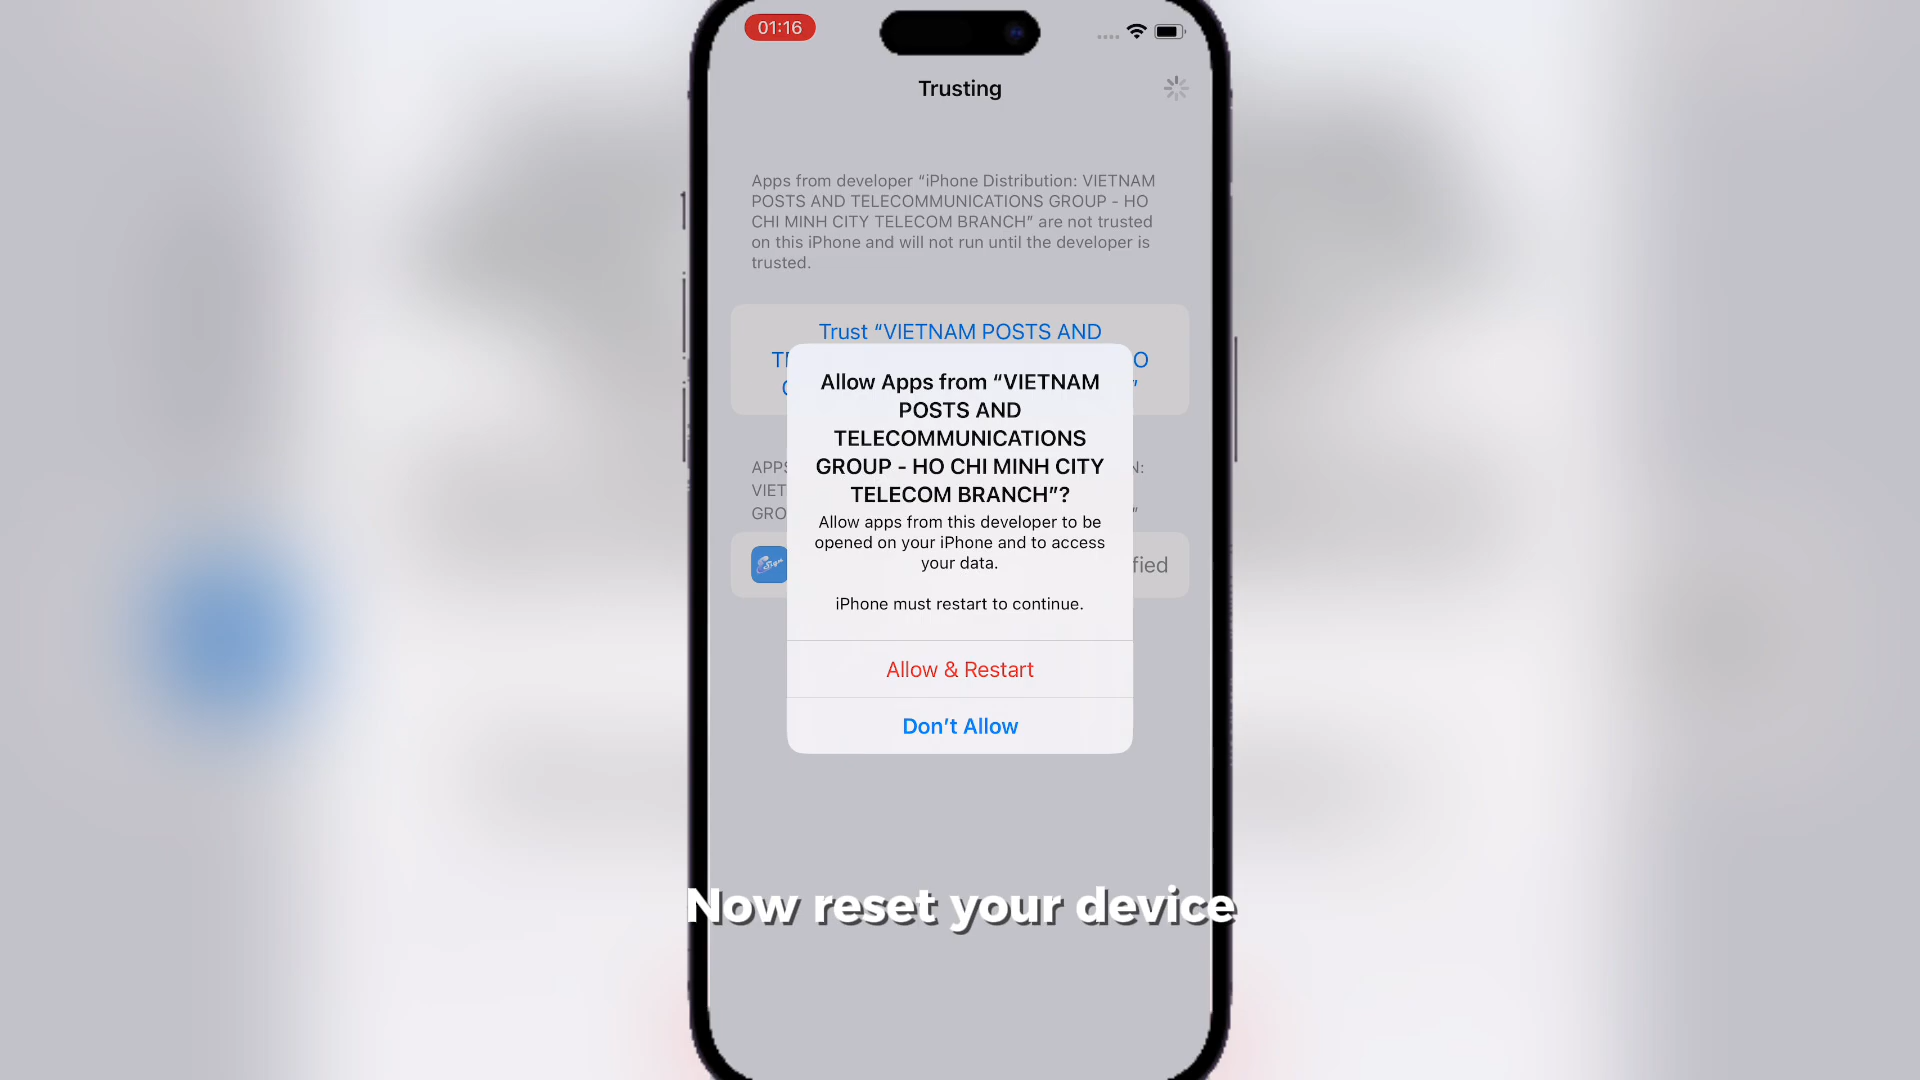 01:16
Trusting
Apps from developer “iPhone Distribution: VIETNAM
POSTS AND TELECOMMUNICATIONS GROUP - HO
CHI MINH CITY TELECOM BRANCH” are not trusted
on this iPhone and will not run until the developer is
trusted.
Trust “VIETNAM POSTS AND
Allow Apps from “VIETNAM
POSTS AND
TELECOMMUNICATIONS
GROUP - HO CHI MINH CITY
TELECOM BRANCH”?
Allow apps from this developer to be
opened on your iPhone and to access
your data.
iPhone must restart to continue.
Allow & Restart
Don’t Allow
Now reset your device